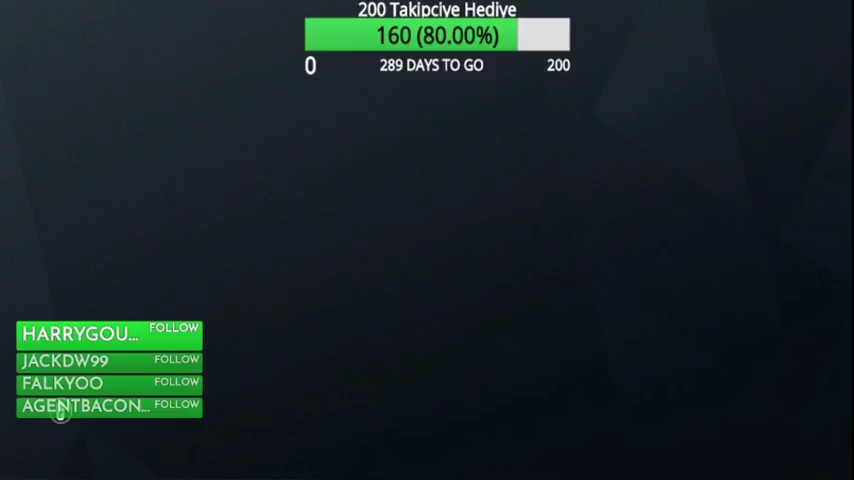 200 Takipciye Hediye
160 (80.00%)
0 289 DAYS TO GO 200
HARRYGOU... FOLLOW
JACKDW99 FOLLOW
FALKYOO FOLLOW
AGENTBACON... FOLLOW